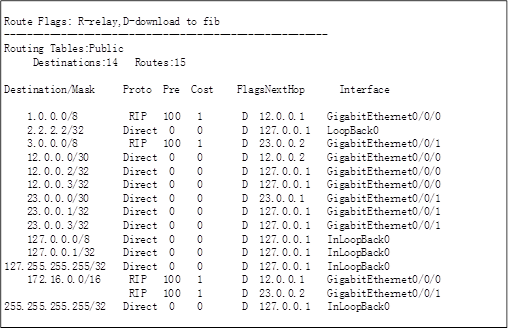 Route Flags: R-relay,D-download to fib
------------------------------------------------------
Routing Tables:Public
Destinations:14 Routes:15
Destination/Mask Proto Pre Cost FlagsNextHop Interface
1.0.0.0/8 RIP 100 1 D 12.0.0.1 GigabitEthernet0/0/0
2.2.2.2/32 Direct 0 0 D 127.0.0.1 LoopBack0
3.0.0.0/8 RIP 100 1 D 23.0.0.2 GigabitEthernet0/0/1
12.0.0.0/30 Direct 0 0 D 12.0.0.2 GigabitEthernet0/0/0
12.0.0.2/32 Direct 0 0 D 127.0.0.1 GigabitEthernet0/0/0
12.0.0.3/32 Direct 0 0 D 127.0.0.1 GigabitEthernet0/0/0
23.0.0.0/30 Direct 0 0 D 23.0.0.1 GigabitEthernet0/0/1
23.0.0.1/32 Direct 0 0 D 127.0.0.1 GigabitEthernet0/0/1
23.0.0.3/32 Direct 0 0 D 127.0.0.1 GigabitEthernet0/0/1
127.0.0.0/8 Direct 0 0 D 127.0.0.1 InLoopBack0
127.0.0.1/32 Direct 0 0 D 127.0.0.1 InLoopBack0
127.255.255.255/32 Direct 0 0 D 127.0.0.1 InLoopBack0
172.16.0.0/16 RIP 100 1 D 12.0.0.1 GigabitEthernet0/0/0
RIP 100 1 D 23.0.0.2 GigabitEthernet0/0/1
255.255.255.255/32 Direct 0 0 D 127.0.0.1 InLoopBack0